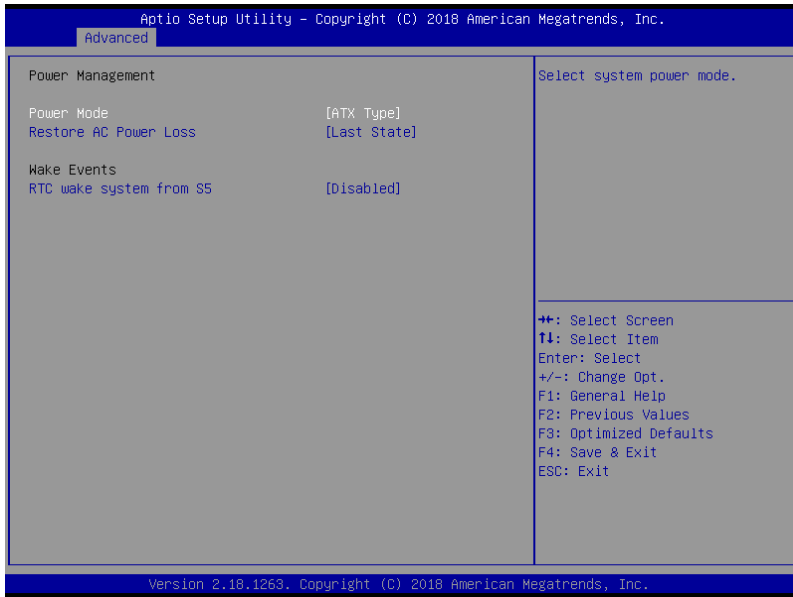 Aptio Setup Utility – Copyright (C) 2018 American Megatrends, Inc.
Advanced
Power Management
Power Mode [ATX Type]
Restore AC Power Loss [Last State]
Wake Events
RTC wake system from S5 [Disabled]
Select system power mode.
→←: Select Screen
↑↓: Select Item
Enter: Select
+/-: Change Opt.
F1: General Help
F2: Previous Values
F3: Optimized Defaults
F4: Save & Exit
ESC: Exit
Version 2.18.1263. Copyright (C) 2018 American Megatrends, Inc.